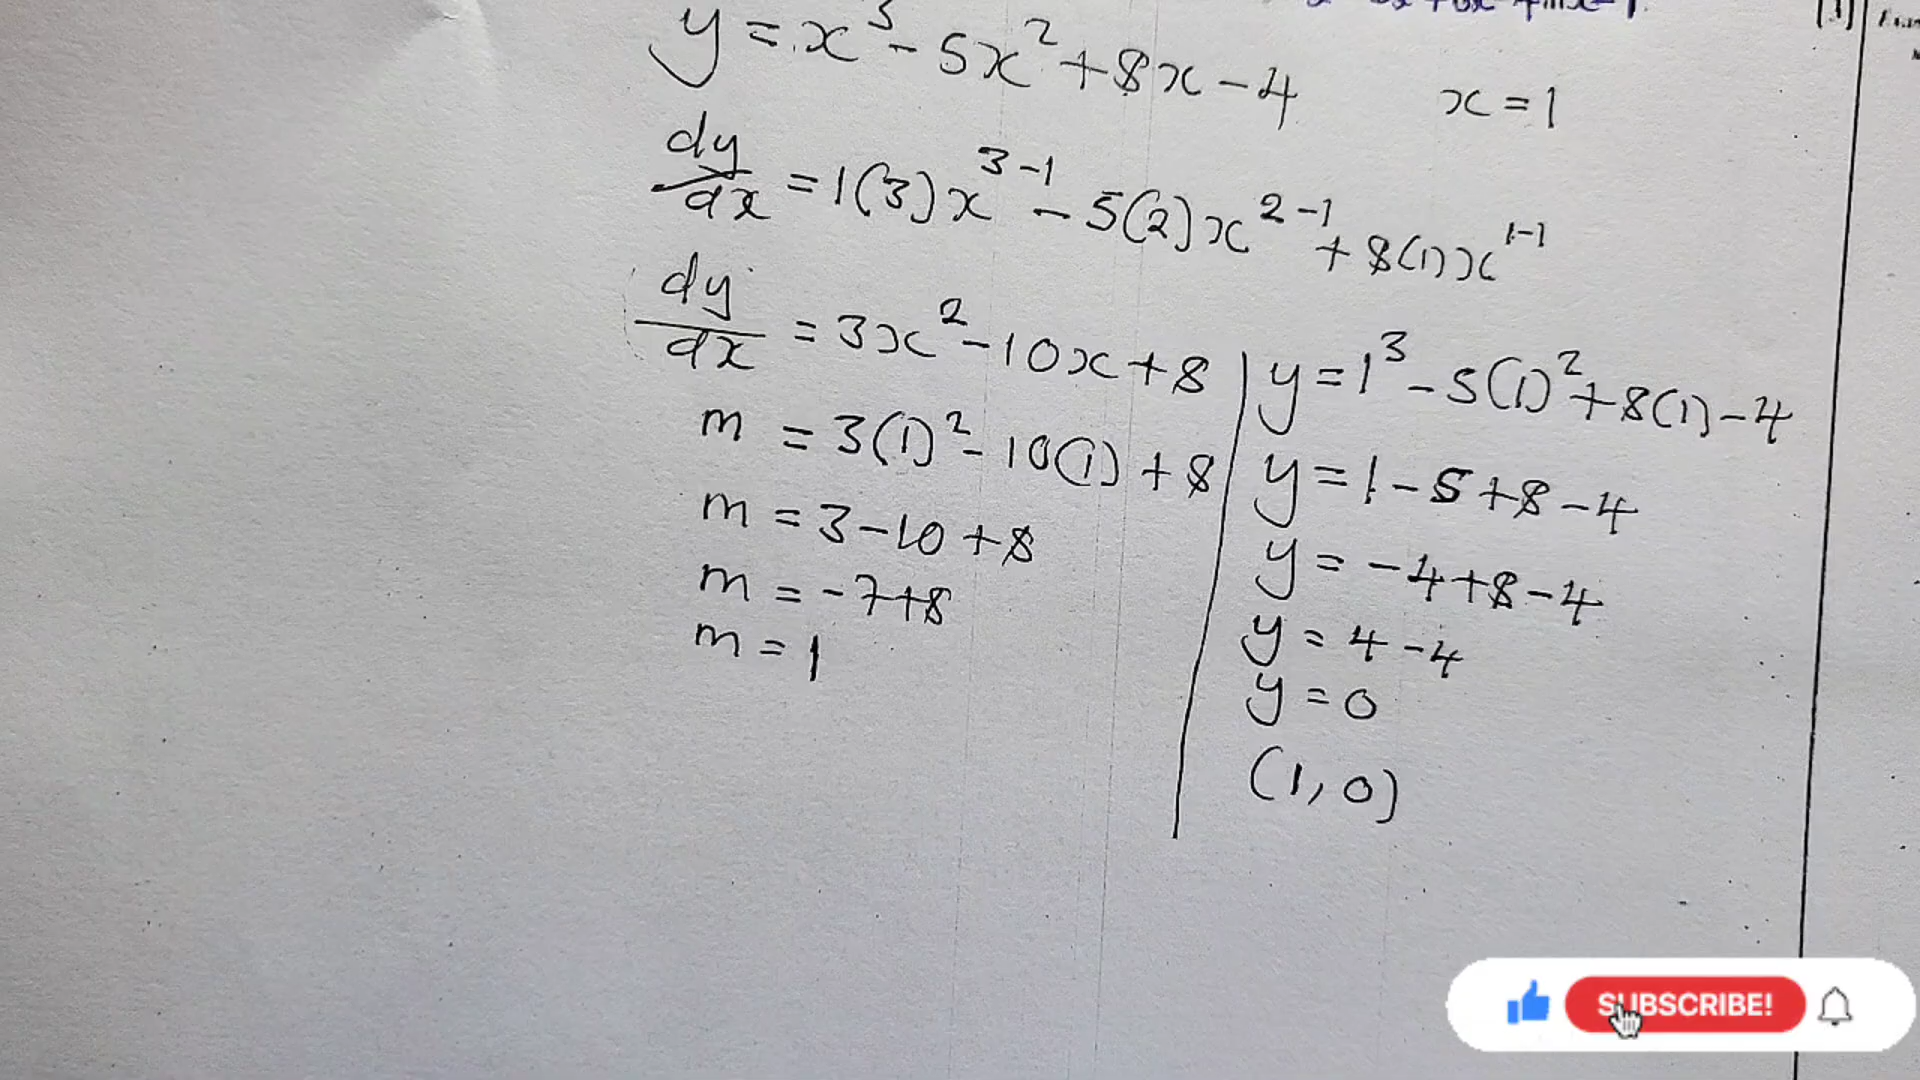 y = x³ - 5x² + 8x - 4    x = 1
dy/dx = 1(3)x³⁻¹ - 5(2)x²⁻¹ + 8(1)x¹⁻¹
dy/dx = 3x² - 10x + 8
m = 3(1)² - 10(1) + 8
m = 3 - 10 + 8
m = -7 + 8
m = 1
y = 1³ - 5(1)² + 8(1) - 4
y = 1 - 5 + 8 - 4
y = -4 + 8 - 4
y = 4 - 4
y = 0
(1, 0)
SUBSCRIBE!